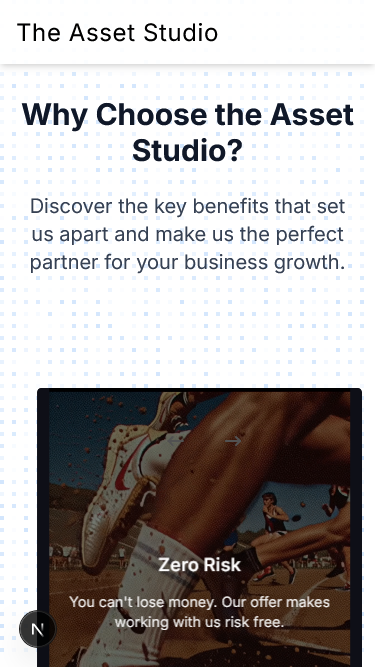 The Asset Studio
Why Choose the Asset
Studio?
Discover the key benefits that set
us apart and make us the perfect
partner for your business growth.
→
Zero Risk
You can't lose money. Our offer makes
working with us risk free.
N